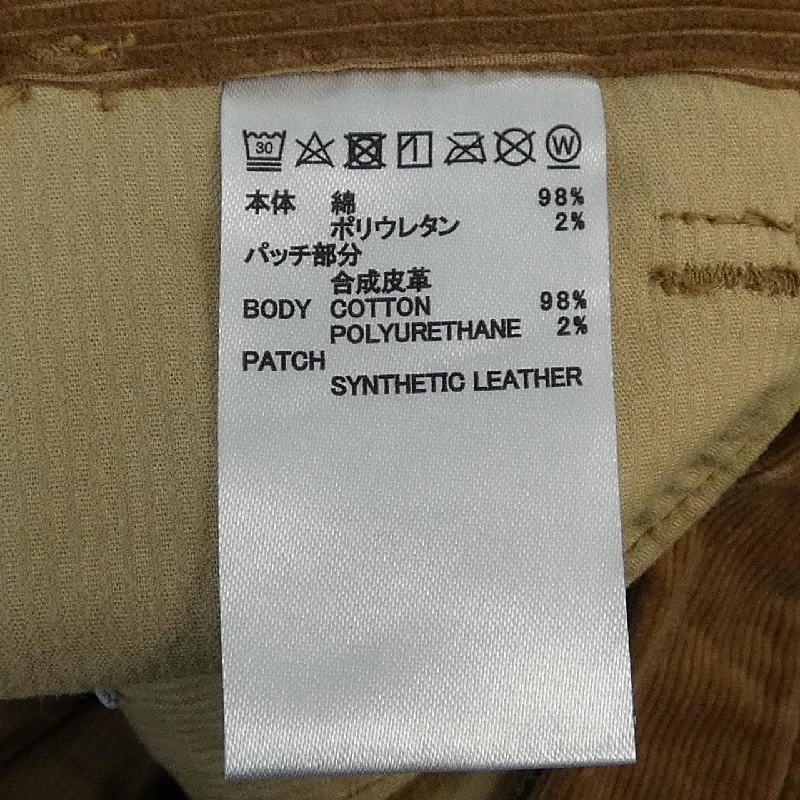 30 W
本体 綿 98%
ポリウレタン 2%
パッチ部分
合成皮革
BODY COTTON 98%
POLYURETHANE 2%
PATCH
SYNTHETIC LEATHER